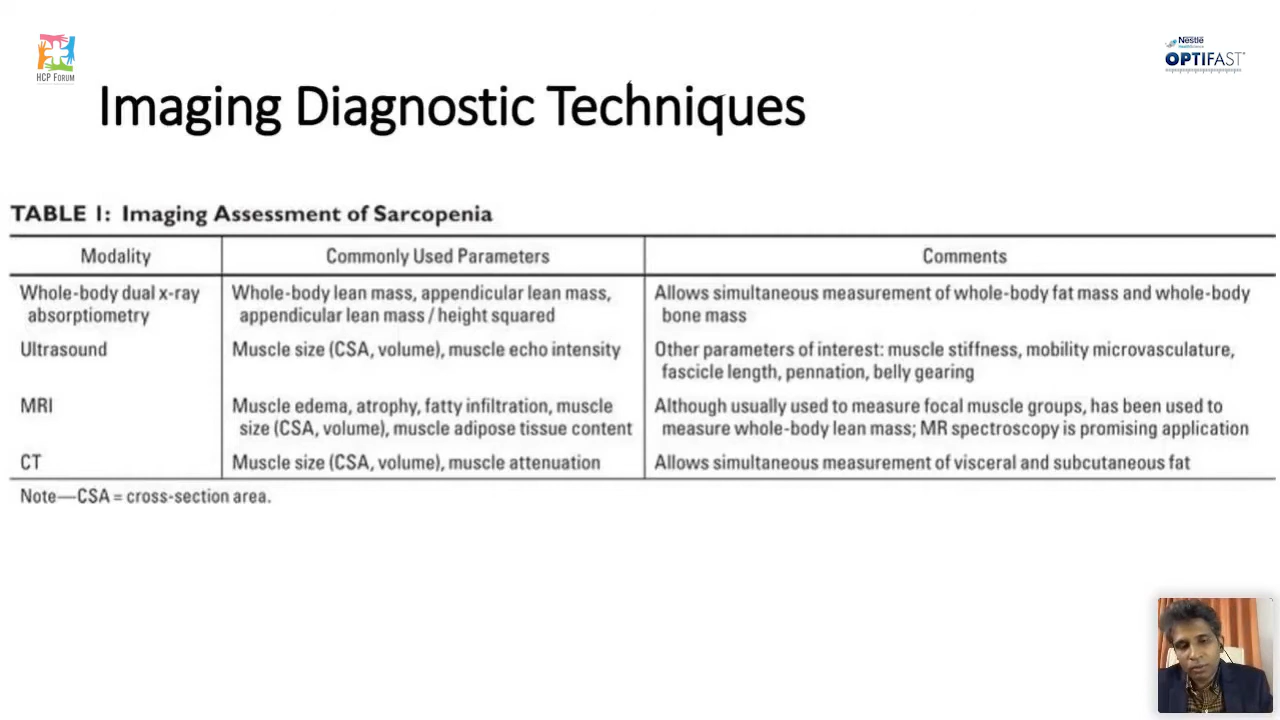 HCP FORUM
Nestlé
HealthScience
OPTIFAST
Imaging Diagnostic Techniques
TABLE 1: Imaging Assessment of Sarcopenia
Modality Commonly Used Parameters Comments
Whole-body dual x-ray Whole-body lean mass, appendicular lean mass, Allows simultaneous measurement of whole-body fat mass and whole-body
absorptiometry appendicular lean mass / height squared bone mass
Ultrasound Muscle size (CSA, volume), muscle echo intensity Other parameters of interest: muscle stiffness, mobility microvasculature,
fascicle length, pennation, belly gearing
MRI Muscle edema, atrophy, fatty infiltration, muscle Although usually used to measure focal muscle groups, has been used to
size (CSA, volume), muscle adipose tissue content measure whole-body lean mass; MR spectroscopy is promising application
CT Muscle size (CSA, volume), muscle attenuation Allows simultaneous measurement of visceral and subcutaneous fat
Note—CSA = cross-section area.